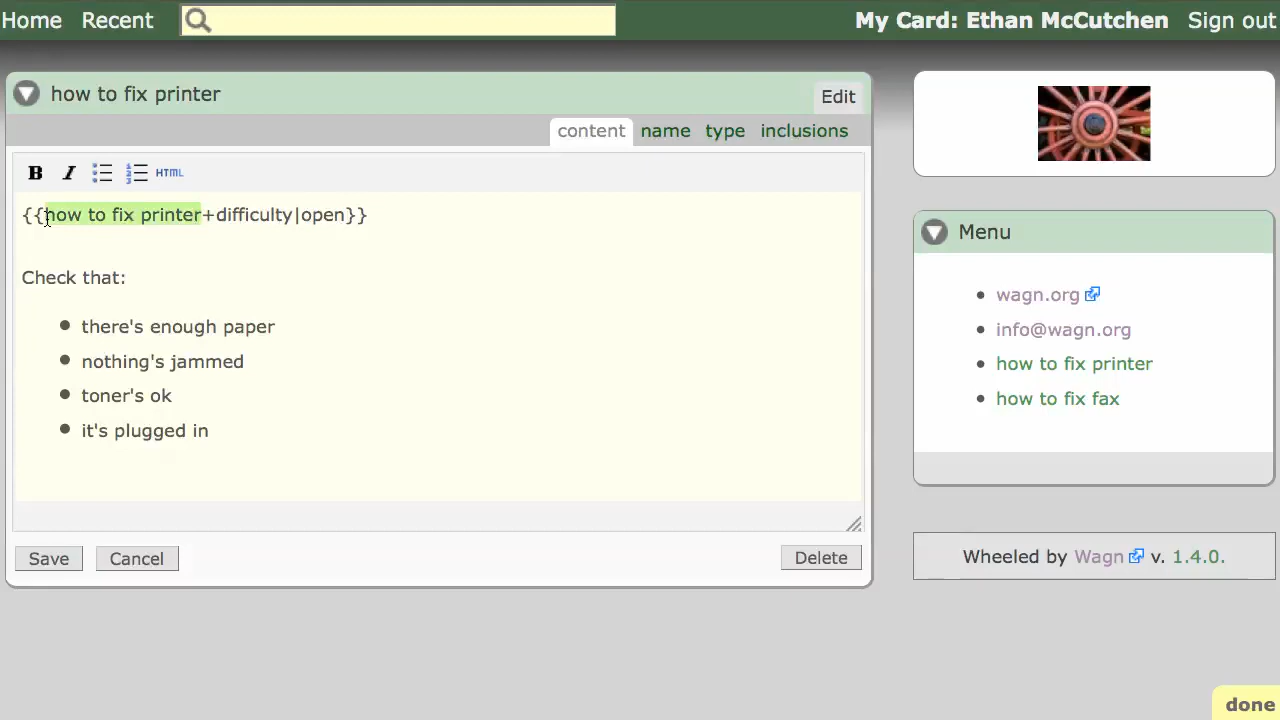 Home Recent My Card: Ethan McCutchen Sign out
how to fix printer
Edit
content name type inclusions
B I HTML
{{how to fix printer+difficulty|open}}
Check that:
there's enough paper
nothing's jammed
toner's ok
it's plugged in
Save Cancel Delete
Menu
wagn.org
info@wagn.org
how to fix printer
how to fix fax
Wheeled by Wagn v. 1.4.0.
done